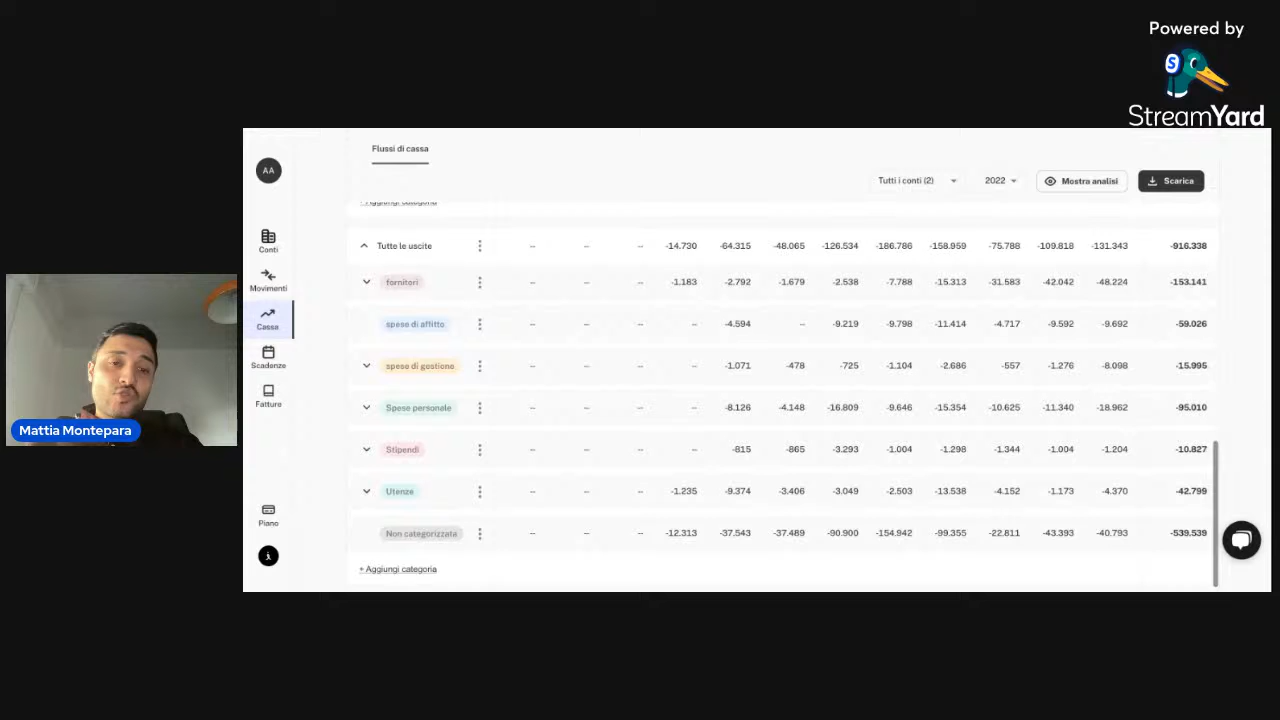 Powered by
S
StreamYard
Flussi di cassa
AA
Tutti i conti (2)
2022
Mostra analisi
Scarica
+ Aggiungi categoria
Conti
Movimenti
Cassa
Scadenze
Fatture
Piano
i
Tutte le uscite -- -- -- -14.730 -64.315 -48.065 -126.534 -186.786 -158.959 -75.788 -109.818 -131.343 -916.338
fornitori -- -- -- -1.183 -2.792 -1.679 -2.538 -7.788 -15.313 -31.583 -42.042 -48.224 -153.141
spese di affitto -- -- -- -- -4.594 -- -9.219 -9.798 -11.414 -4.717 -9.592 -9.692 -59.026
spese di gestione -- -- -- -- -1.071 -478 -725 -1.104 -2.686 -557 -1.276 -8.098 -15.995
Spese personale -- -- -- -- -8.126 -4.148 -16.809 -9.646 -15.354 -10.625 -11.340 -18.962 -95.010
Stipendi -- -- -- -- -815 -865 -3.293 -1.004 -1.298 -1.344 -1.004 -1.204 -10.827
Utenze -- -- -- -1.235 -9.374 -3.406 -3.049 -2.503 -13.538 -4.152 -1.173 -4.370 -42.799
Non categorizzata -- -- -- -12.313 -37.543 -37.489 -90.900 -154.942 -99.355 -22.811 -43.393 -40.793 -539.539
+ Aggiungi categoria
Mattia Montepara